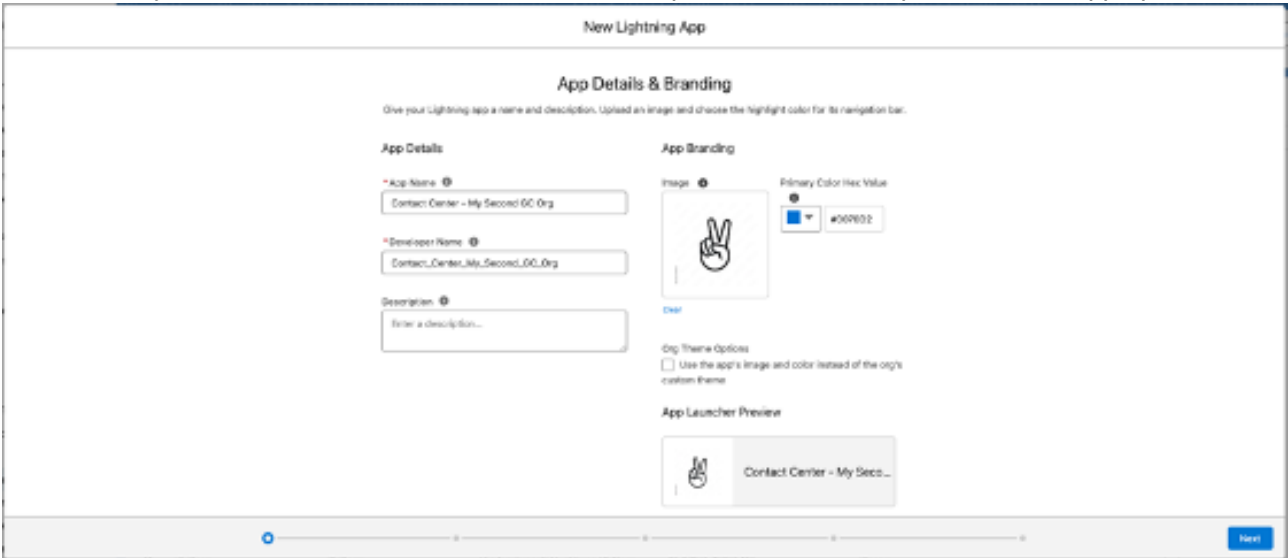 New Lightning App
App Details & Branding
Give your Lightning app a name and description. Upload an image and choose the highlight color for its navigation bar.
App Details
App Branding
*App Name
Image
Primary Color Hex Value
Contact Center - My Second GC Org
*Developer Name
Contact_Center_My_Second_GC_Org
Description
Clear
Enter a description...
Org Theme Options
Use the app's image and color instead of the org's
custom theme
App Launcher Preview
Contact Center - My Seco...
Next